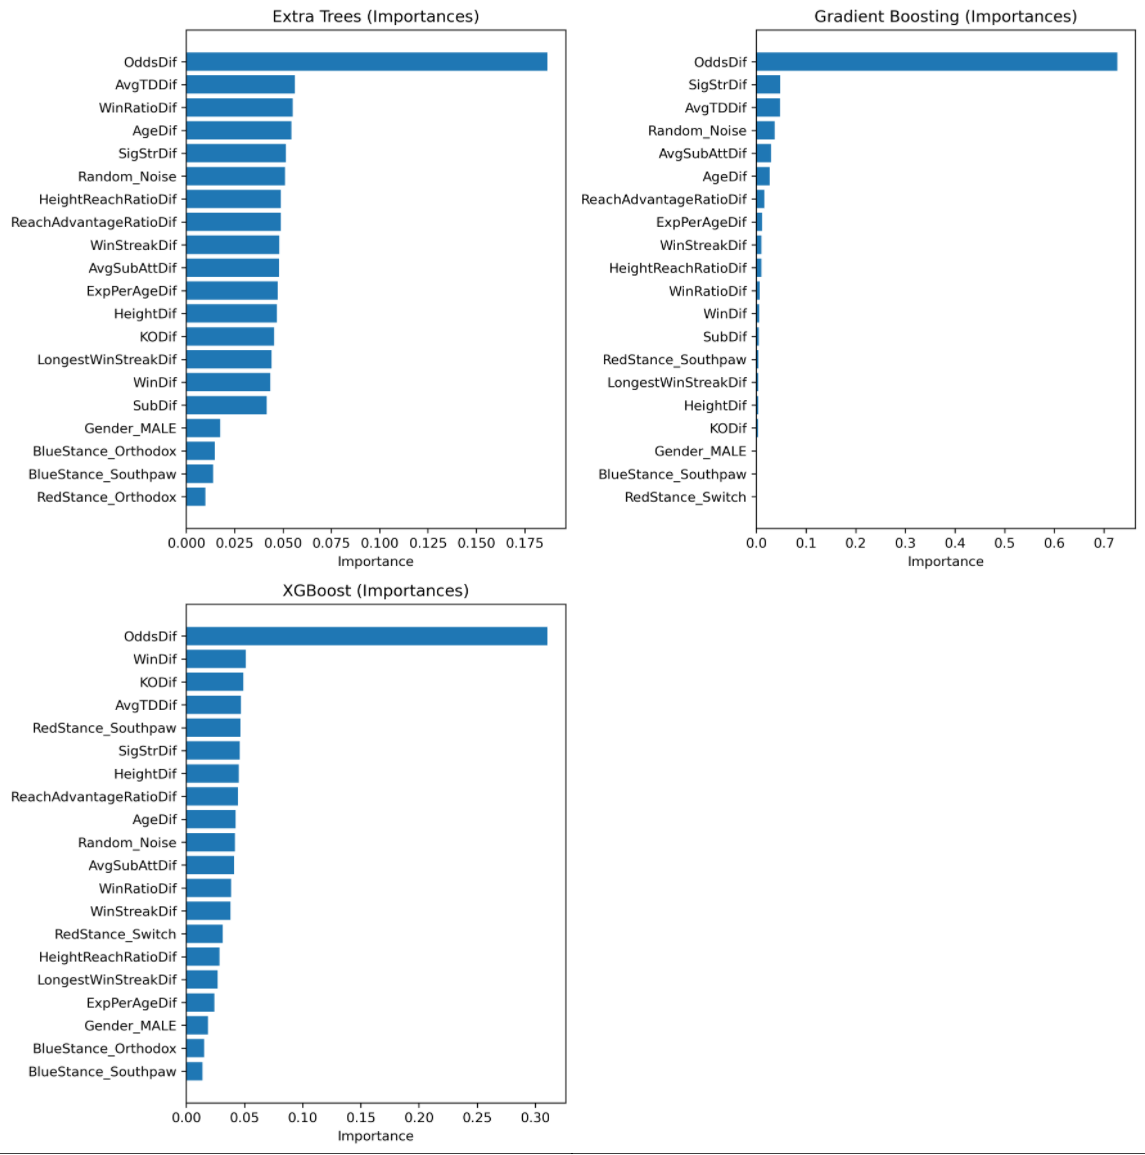 Extra Trees (Importances)
OddsDif
AvgTDDif
WinRatioDif
AgeDif
SigStrDif
Random_Noise
HeightReachRatioDif
ReachAdvantageRatioDif
WinStreakDif
AvgSubAttDif
ExpPerAgeDif
HeightDif
KODif
LongestWinStreakDif
WinDif
SubDif
Gender_MALE
BlueStance_Orthodox
BlueStance_Southpaw
RedStance_Orthodox
0.000 0.025 0.050 0.075 0.100 0.125 0.150 0.175
Importance
Gradient Boosting (Importances)
OddsDif
SigStrDif
AvgTDDif
Random_Noise
AvgSubAttDif
AgeDif
ReachAdvantageRatioDif
ExpPerAgeDif
WinStreakDif
HeightReachRatioDif
WinRatioDif
WinDif
SubDif
RedStance_Southpaw
LongestWinStreakDif
HeightDif
KODif
Gender_MALE
BlueStance_Southpaw
RedStance_Switch
0.0 0.1 0.2 0.3 0.4 0.5 0.6 0.7
Importance
XGBoost (Importances)
OddsDif
WinDif
KODif
AvgTDDif
RedStance_Southpaw
SigStrDif
HeightDif
ReachAdvantageRatioDif
AgeDif
Random_Noise
AvgSubAttDif
WinRatioDif
WinStreakDif
RedStance_Switch
HeightReachRatioDif
LongestWinStreakDif
ExpPerAgeDif
Gender_MALE
BlueStance_Orthodox
BlueStance_Southpaw
0.00 0.05 0.10 0.15 0.20 0.25 0.30
Importance